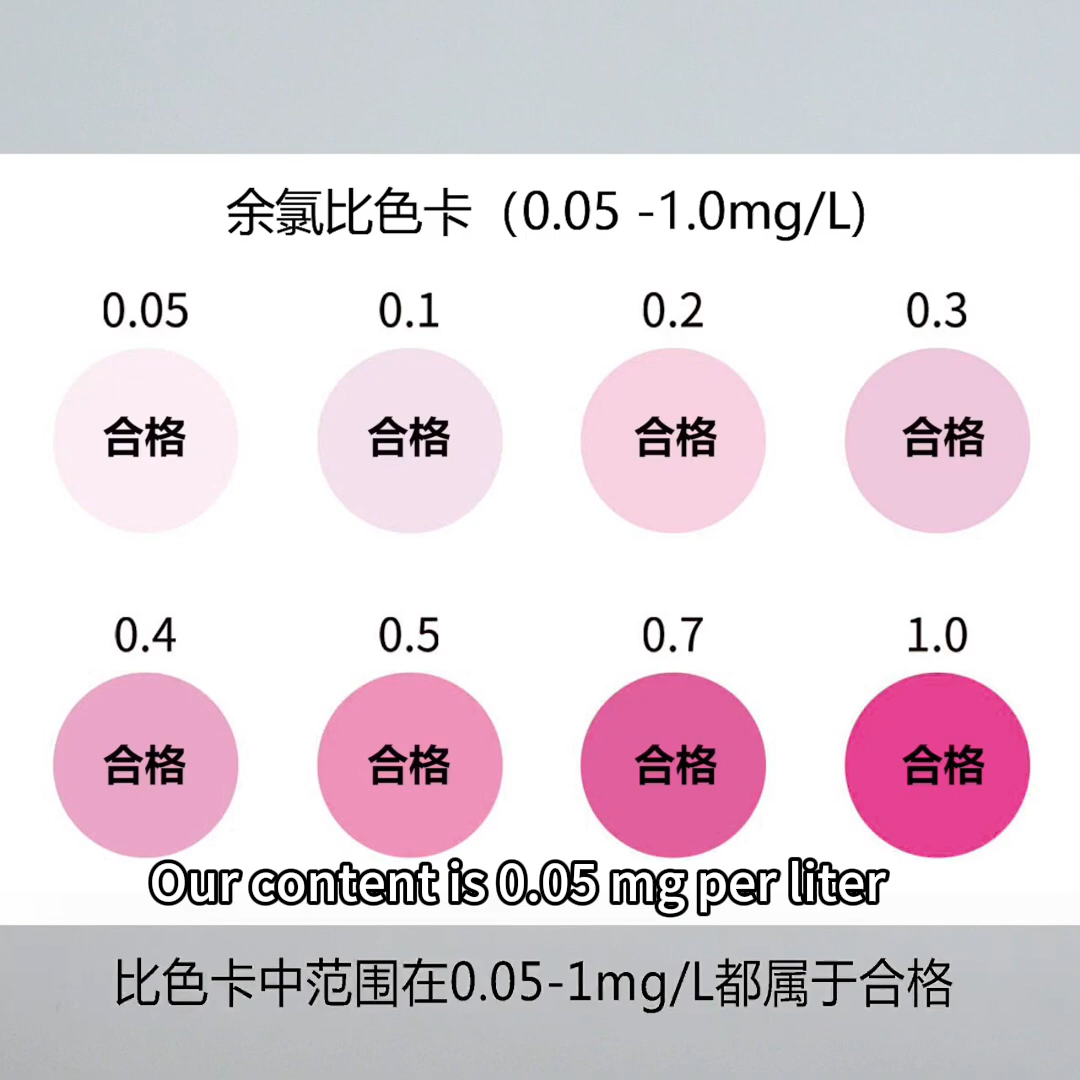 余氯比色卡（0.05 -1.0mg/L)
0.05 0.1 0.2 0.3
合格 合格 合格 合格
0.4 0.5 0.7 1.0
合格 合格 合格 合格
Our content is 0.05 mg per liter
比色卡中范围在0.05-1mg/L都属于合格